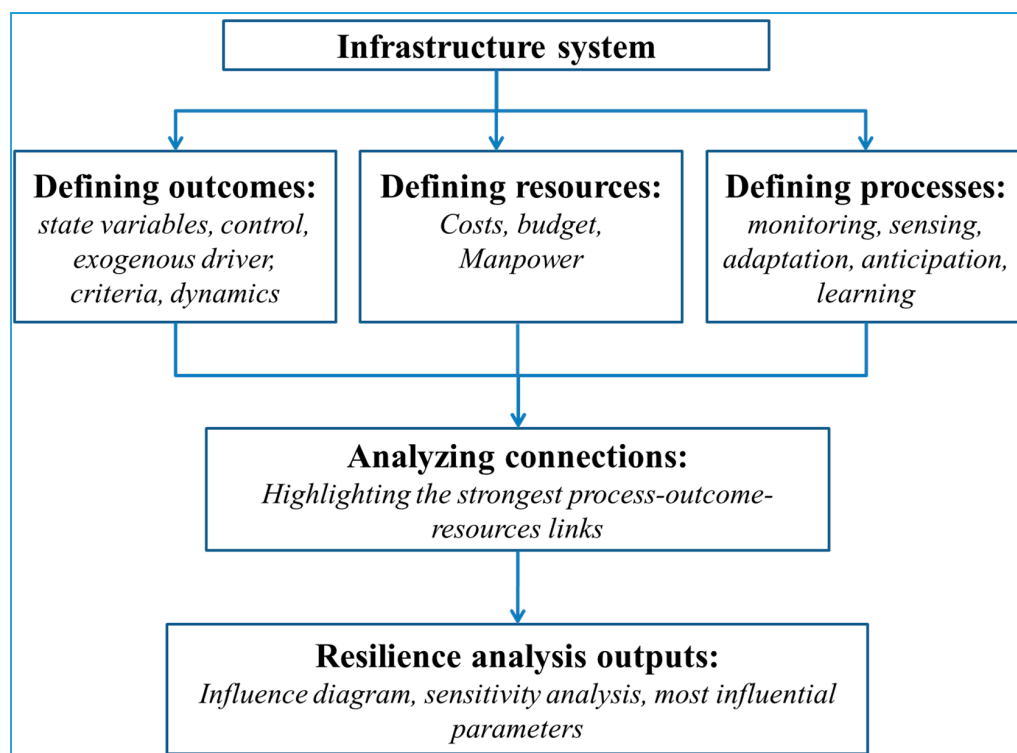 Infrastructure system
Defining outcomes:
state variables, control,
exogenous driver,
criteria, dynamics
Defining resources:
Costs, budget,
Manpower
Defining processes:
monitoring, sensing,
adaptation, anticipation,
learning
Analyzing connections:
Highlighting the strongest process-outcome-
resources links
Resilience analysis outputs:
Influence diagram, sensitivity analysis, most influential
parameters